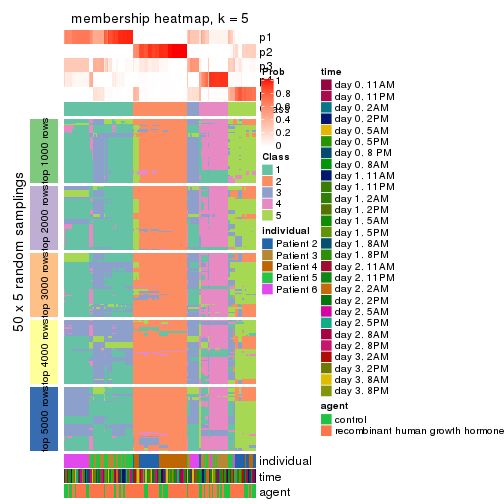 membership heatmap, k = 5
p1
p2
p3
p4
Prob
1
0.8
0.6
0.4
0.2
0
Class
Class
1
2
3
4
5
individual
Patient 2
Patient 3
Patient 4
Patient 5
Patient 6
time
day 0. 11AM
day 0. 11PM
day 0. 2AM
day 0. 2PM
day 0. 5AM
day 0. 5PM
day 0. 8PM
day 0. 8AM
day 1. 11AM
day 1. 11PM
day 1. 2AM
day 1. 2PM
day 1. 5AM
day 1. 5PM
day 1. 8AM
day 1. 8PM
day 2. 11AM
day 2. 11PM
day 2. 2AM
day 2. 2PM
day 2. 5AM
day 2. 5PM
day 2. 8AM
day 2. 8PM
day 3. 2AM
day 3. 2PM
day 3. 8AM
day 3. 8PM
agent
control
recombinant human growth hormone
50 x 5 random samplings
top 1000 rows
top 2000 rows
top 3000 rows
top 4000 rows
top 5000 rows
individual
time
agent